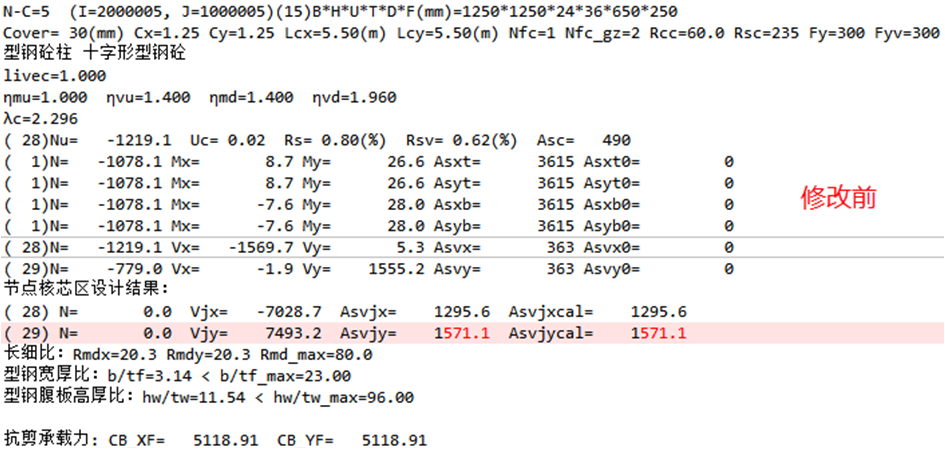 N-C=5 (I=2000005, J=1000005)(15)B*H*U*T*D*F(mm)=1250*1250*24*36*650*250
Cover= 30(mm) Cx=1.25 Cy=1.25 Lcx=5.50(m) Lcy=5.50(m) Nfc=1 Nfc_gz=2 Rcc=60.0 Rsc=235 Fy=300 Fyv=300
型钢砼柱 十字形型钢砼
livec=1.000
ηmu=1.000 ηvu=1.400 ηmd=1.400 ηvd=1.960
λc=2.296
( 28)Nu= -1219.1 Uc= 0.02 Rs= 0.80(%) Rsv= 0.62(%) Asc= 490
( 1)N= -1078.1 Mx= 8.7 My= 26.6 Asxt= 3615 Asxt0= 0
( 1)N= -1078.1 Mx= 8.7 My= 26.6 Asyt= 3615 Asyt0= 0
( 1)N= -1078.1 Mx= -7.6 My= 28.0 Asxb= 3615 Asxb0= 0
修改前
( 1)N= -1078.1 Mx= -7.6 My= 28.0 Asyb= 3615 Asyb0= 0
( 28)N= -1219.1 Vx= -1569.7 Vy= 5.3 Asvx= 363 Asvx0= 0
( 29)N= -779.0 Vx= -1.9 Vy= 1555.2 Asvy= 363 Asvy0= 0
节点核芯区设计结果:
( 28) N= 0.0 Vjx= -7028.7 Asvjx= 1295.6 Asvjxcal= 1295.6
( 29) N= 0.0 Vjy= 7493.2 Asvjy= 1571.1 Asvjycal= 1571.1
长细比: Rmdx=20.3 Rmdy=20.3 Rmd_max=80.0
型钢宽厚比: b/tf=3.14 < b/tf_max=23.00
型钢腹板高厚比: hw/tw=11.54 < hw/tw_max=96.00
抗剪承载力: CB_XF= 5118.91 CB_YF= 5118.91